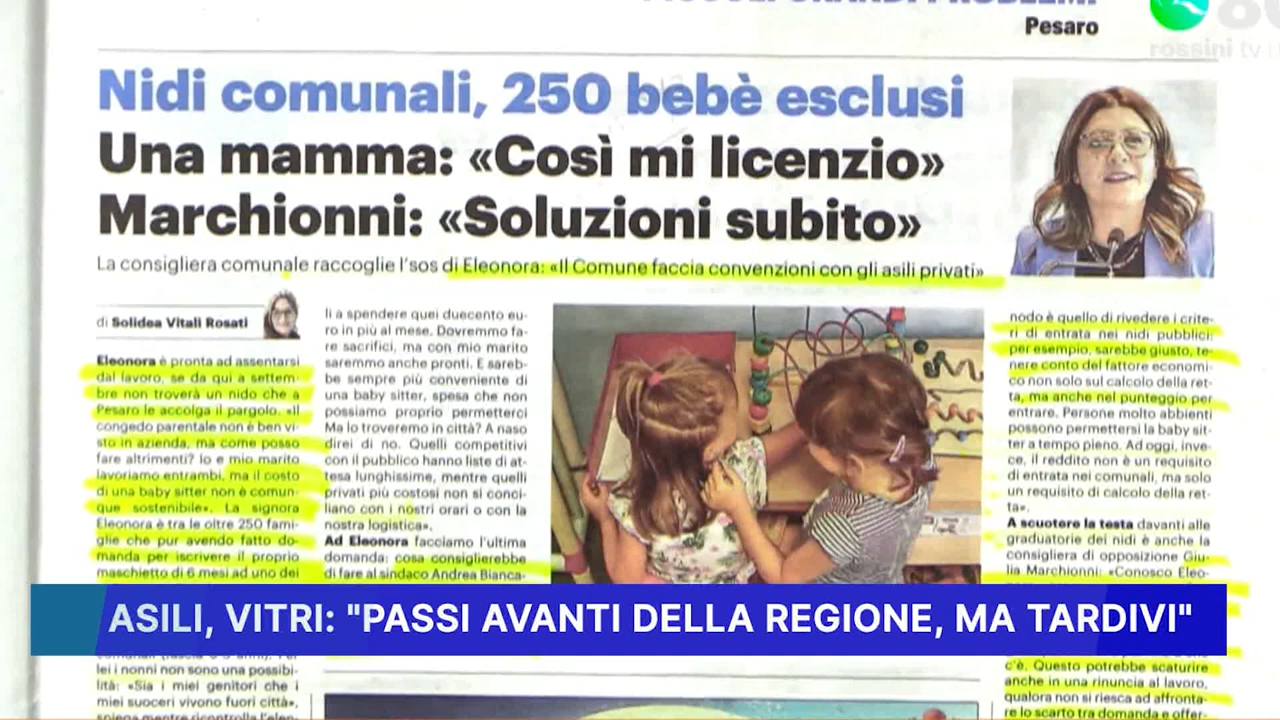 Pesaro
rossini tv
Nidi comunali, 250 bebè esclusi
Una mamma: «Così mi licenzio»
Marchionni: «Soluzioni subito»
La consigliera comunale raccoglie l'sos di Eleonora: «Il Comune faccia convenzioni con gli asili privati»
di Solidea Vitali Rosati
Eleonora è pronta ad assentarsi
dal lavoro, se da qui a settem-
bre non troverà un nido che a
Pesaro le accolga il pargolo. «Il
congedo parentale non è ben vi-
sto in azienda, ma come posso
fare altrimenti? Io e mio marito
lavoriamo entrambi, ma il costo
di una baby sitter non è comun-
que sostenibile». La signora
Eleonora è tra le oltre 250 fami-
glie che pur avendo fatto do-
manda per iscrivere il proprio
maschietto di 6 mesi ad uno dei
lei i nonni non sono una possibi-
lità: «Sia i miei genitori che i
miei suoceri vivono fuori città»,
spiega mentre ricontrolla l'elen-
li a spendere quei duecento eu-
ro in più al mese. Dovremmo fa-
re sacrifici, ma con mio marito
saremmo anche pronti. E sareb-
be sempre più conveniente di
una baby sitter, spesa che non
possiamo proprio permetterci
Ma lo troveremo in città? A naso
direi di no. Quelli competitivi
con il pubblico hanno liste di at-
tesa lunghissime, mentre quelli
privati più costosi non si conci-
liano con i nostri orari o con la
nostra logistica».
Ad Eleonora facciamo l'ultima
domanda: cosa consiglierebbe
di fare al sindaco Andrea Bianca-
nodo è quello di rivedere i crite-
ri di entrata nei nidi pubblici:
per esempio, sarebbe giusto, te-
nere conto del fattore economi-
co non solo sul calcolo della ret-
ta, ma anche nel punteggio per
entrare. Persone molto abbienti
possono permettersi la baby sit-
ter a tempo pieno. Ad oggi, inve-
ce, il reddito non è un requisito
di entrata nei comunali, ma solo
un requisito di calcolo della ret-
ta».
A scuotere la testa davanti alle
graduatorie dei nidi è anche la
consigliera di opposizione Giu-
lia Marchionni: «Conosco Eleo-
c'è. Questo potrebbe scaturire
anche in una rinuncia al lavoro,
qualora non si riesca ad affronta-
re lo scarto tra domanda e offer-
ASILI, VITRI: "PASSI AVANTI DELLA REGIONE, MA TARDIVI"